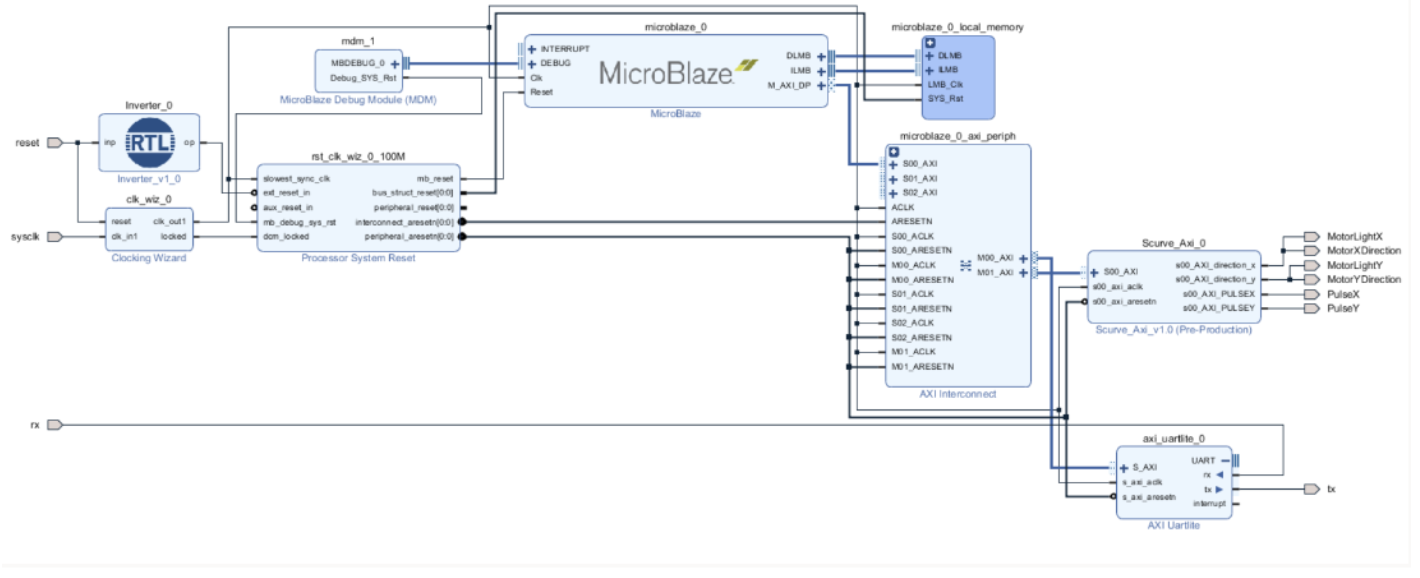 mdm_1
MBDEBUG_0
Debug_SYS_Rst
MicroBlaze Debug Module (MDM)
microblaze_0
INTERRUPT
DEBUG
Clk
Reset
MicroBlaze
DLMB
ILMB
M_AXI_DP
MicroBlaze
microblaze_0_local_memory
DLMB
ILMB
LMB_Clk
SYS_Rst
Inverter_0
reset
inp
RTL
op
Inverter_v1_0
clk_wiz_0
sysclk
reset
clk_in1
clk_out1
locked
Clocking Wizard
rst_clk_wiz_0_100M
slowest_sync_clk
ext_reset_in
aux_reset_in
mb_debug_sys_rst
dcm_locked
mb_reset
bus_struct_reset[0:0]
peripheral_reset[0:0]
interconnect_aresetn[0:0]
peripheral_aresetn[0:0]
Processor System Reset
microblaze_0_axi_periph
S00_AXI
S01_AXI
S02_AXI
ACLK
ARESETN
S00_ACLK
S00_ARESETN
M00_ACLK
M00_ARESETN
S01_ACLK
S01_ARESETN
S02_ACLK
S02_ARESETN
M01_ACLK
M01_ARESETN
M00_AXI
M01_AXI
AXI Interconnect
Scurve_Axi_0
S00_AXI
s00_axi_aclk
s00_axi_aresetn
s00_AXI_direction_x
s00_AXI_direction_y
s00_AXI_PULSEX
s00_AXI_PULSEY
Scurve_Axi_v1.0 (Pre-Production)
MotorLightX
MotorXDirection
MotorLightY
MotorYDirection
PulseX
PulseY
rx
axi_uartlite_0
S_AXI
s_axi_aclk
s_axi_aresetn
UART
rx
tx
interrupt
AXI Uartlite
tx